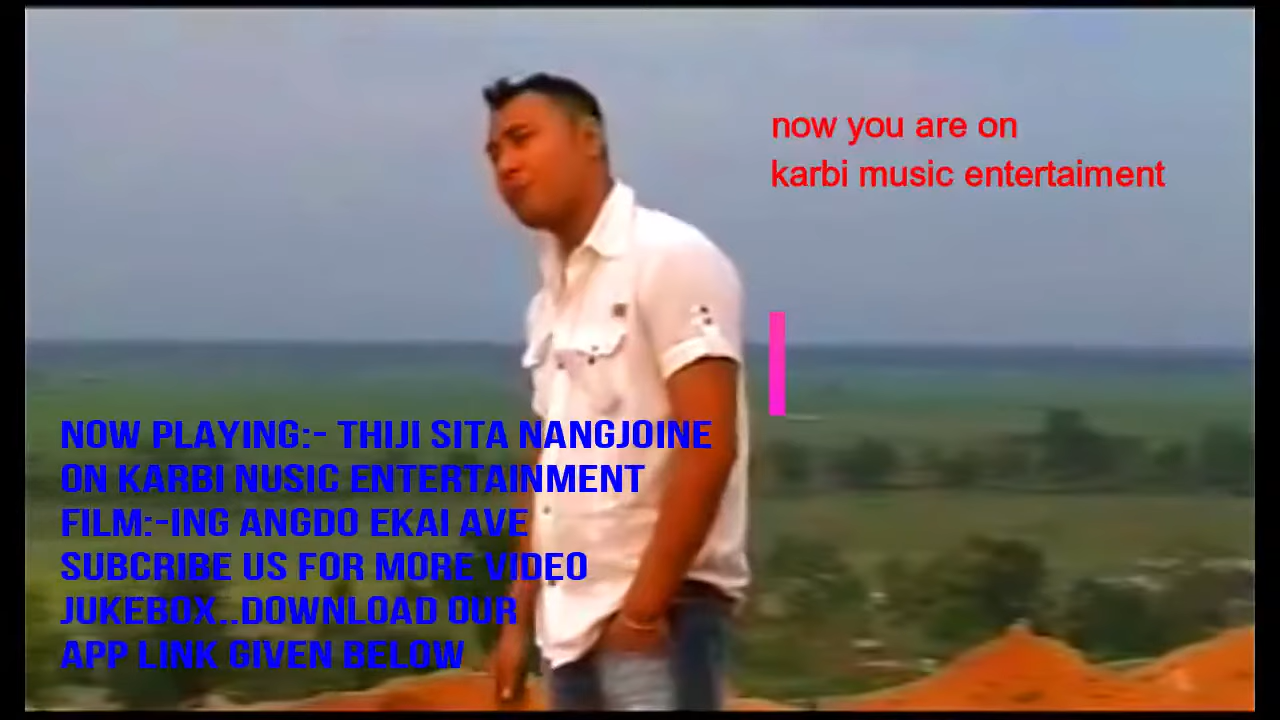 now you are on
karbi music entertaiment
NOW PLAYING:- THIJI SITA NANGJOINE
ON KARBI NUSIC ENTERTAINMENT
FILM:-ING ANGDO EKAI AVE
SUBCRIBE US FOR MORE VIDEO
JUKEBOX..DOWNLOAD OUR
APP LINK GIVEN BELOW